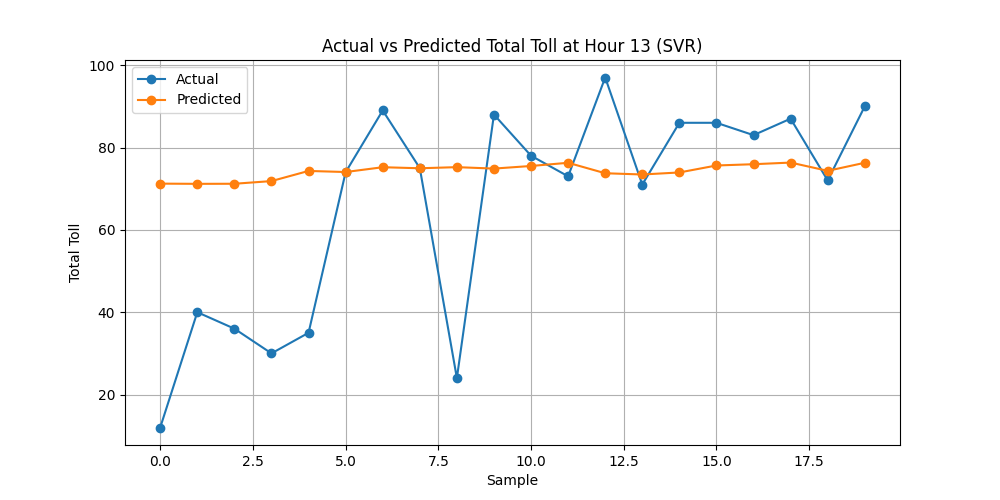 Actual vs Predicted Total Toll at Hour 13 (SVR)
Actual
Predicted
100
80
60
40
20
Total Toll
0.0 2.5 5.0 7.5 10.0 12.5 15.0 17.5
Sample